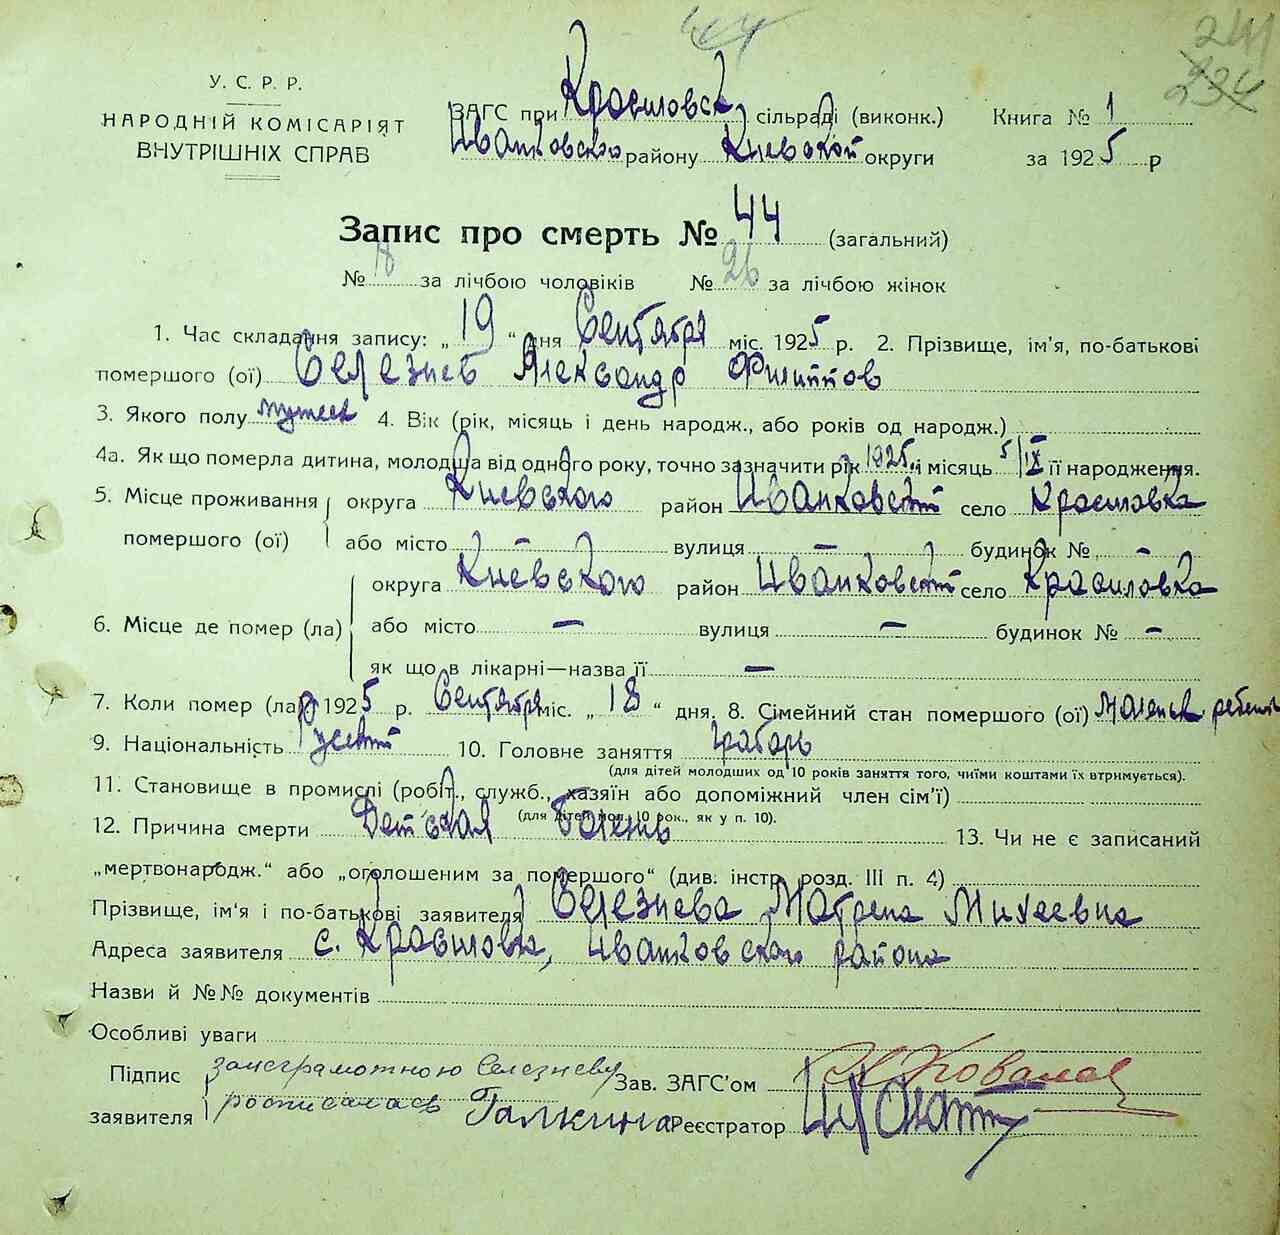 241
234
У. С. Р. Р.
НАРОДНІЙ КОМІСАРІЯТ
ВНУТРІШНІХ СПРАВ
ЗАГС при Красиловск сільраді (виконк.) Книга № 1
Иванковского району Киевской округи за 1925 р
Запис про смерть № 44 (загальний)
№ 18 за лічбою чоловіків № 26 за лічбою жінок
1. Час складання запису: „19“ дня Сентября міс. 1925 р. 2. Прізвище, ім'я, по-батькові
помершого (ої) Селезнев Александр Филиппов
3. Якого полу мужск 4. Вік (рік, місяць і день народж., або років од народж.)
4а. Як що померла дитина, молодша від одного року, точно зазначити рік 1925 і місяць 5/IX її народження.
5. Місце проживання округа Киевского район Иванковский село Красиловка
помершого (ої) або місто – вулиця – будинок № –
округа Киевского район Иванковский село Красиловка
6. Місце де помер (ла) або місто – вулиця – будинок № –
як що в лікарні—назва її –
7. Коли помер (ла) 1925 р. Сентября міс. „18“ дня. 8. Сімейний стан помершого (ої)
9. Національність Русский 10. Головне заняття грабарь
(для дітей молодших од 10 років заняття того, чиїми коштами їх втримується).
11. Становище в промислі (робіт., служб., хазяїн або допоміжний член сім'ї)
(для дітей мол. 10 рок., як у п. 10).
12. Причина смерти Детская болезнь 13. Чи не є записаний
„мертвонародж.“ або „оголошеним за помершого“ (див. інстр. розд. III п. 4)
Прізвище, ім'я і по-батькові заявителя Селезнева Матрена Михеевна
Адреса заявителя с. Красиловка, Иванковского района
Назви й №№ документів
Особливі уваги
Підпис за неграмотною Селезневу Зав. ЗАГС'ом
заявителя росписалась Галкина Реєстратор